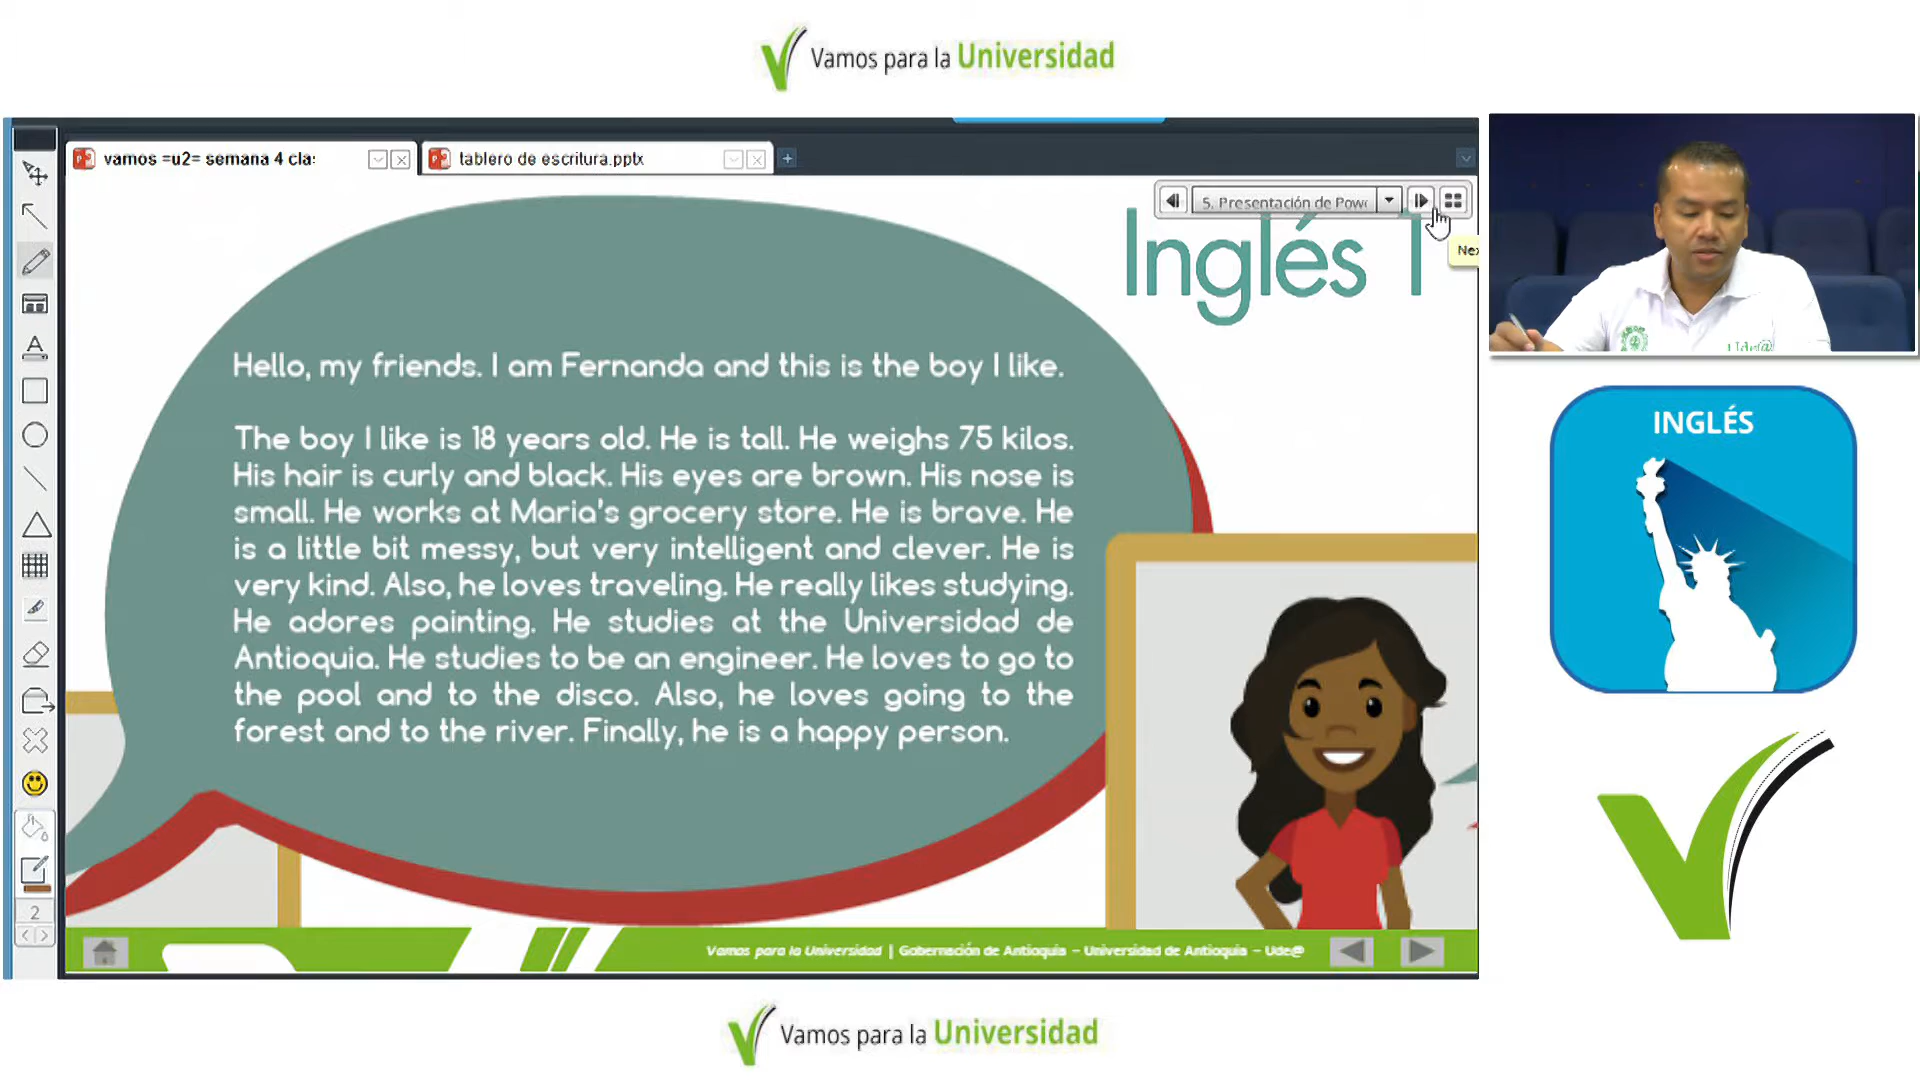 Vamos para la Universidad
vamos =u2= semana 4 cla
tablero de escritura.pptx
5. Presentación de Pow
Inglés 1
Hello, my friends. I am Fernanda and this is the boy I like.
The boy I like is 18 years old. He is tall. He weighs 75 kilos.
His hair is curly and black. His eyes are brown. His nose is
small. He works at Maria's grocery store. He is brave. He
is a little bit messy, but very intelligent and clever. He is
very kind. Also, he loves traveling. He really likes studying.
He adores painting. He studies at the Universidad de
Antioquia. He studies to be an engineer. He loves to go to
the pool and to the disco. Also, he loves going to the
forest and to the river. Finally, he is a happy person.
2
Vamos para la Universidad | Gobernación de Antioquia – Universidad de Antioquia – Ude@
Ude@
INGLÉS
Vamos para la Universidad